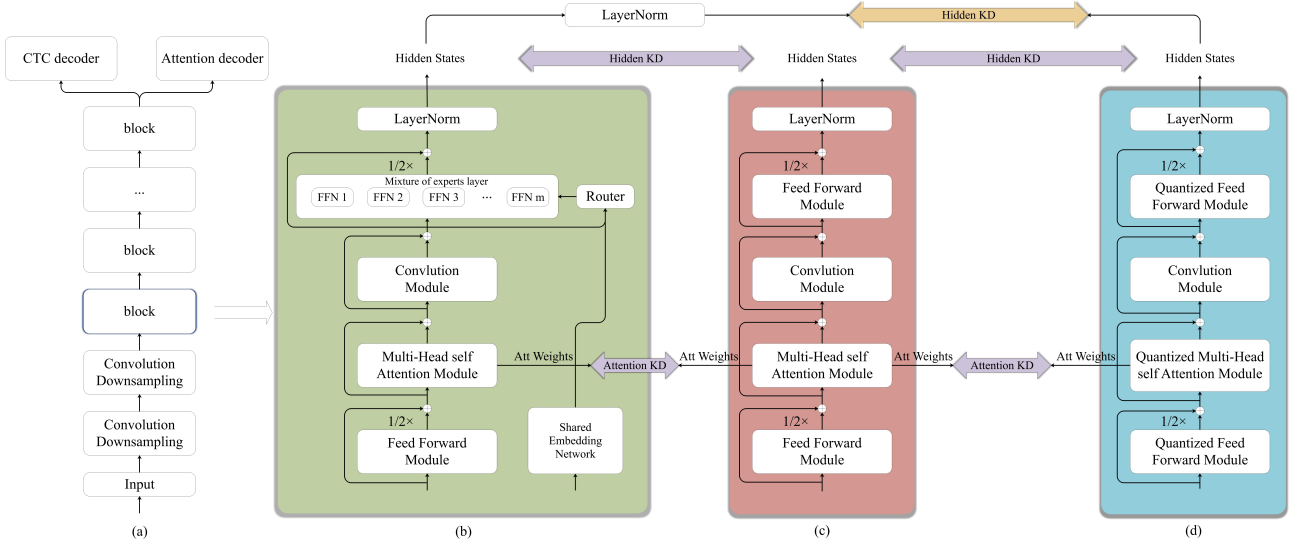 LayerNorm
Hidden KD
Hidden States
Hidden KD
Hidden States
Hidden KD
Hidden States
CTC decoder
Attention decoder
block
...
block
block
Convolution
Downsampling
Convolution
Downsampling
Input
(a)
LayerNorm
1/2×
Mixture of experts layer
FFN 1
FFN 2
FFN 3
...
FFN m
Router
Convlution
Module
Multi-Head self
Attention Module
Att Weights
1/2×
Feed Forward
Module
Shared
Embedding
Network
(b)
Attention KD
LayerNorm
1/2×
Feed Forward
Module
Convlution
Module
Att Weights
Multi-Head self
Attention Module
Att Weights
1/2×
Feed Forward
Module
(c)
Attention KD
LayerNorm
1/2×
Quantized Feed
Forward Module
Convlution
Module
Att Weights
Quantized Multi-Head
self Attention Module
1/2×
Quantized Feed
Forward Module
(d)